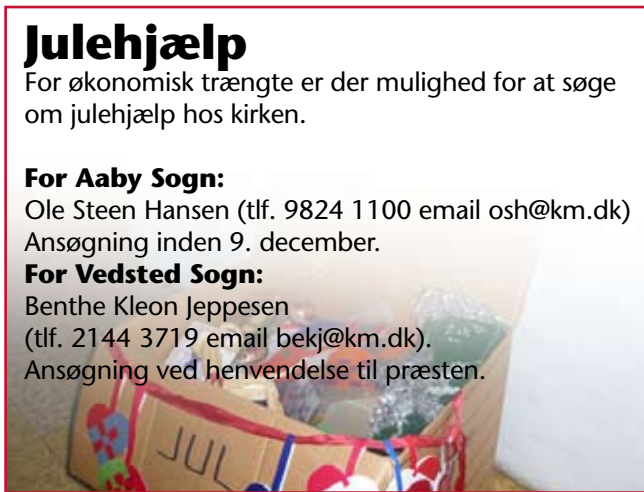 Julehjælp
For økonomisk trængte er der mulighed for at søge
om julehjælp hos kirken.
For Aaby Sogn:
Ole Steen Hansen (tlf. 9824 1100 email osh@km.dk)
Ansøgning inden 9. december.
For Vedsted Sogn:
Benthe Kleon Jeppesen
(tlf. 2144 3719 email bekj@km.dk).
Ansøgning ved henvendelse til præsten.
JUL